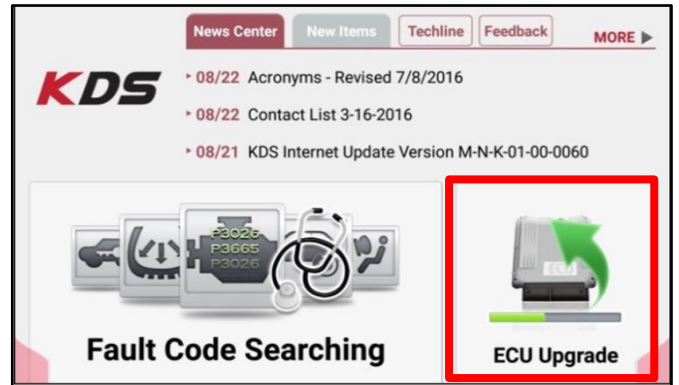 News Center New Items Techline Feedback MORE ▶
KDS
‣ 08/22 Acronyms - Revised 7/8/2016
‣ 08/22 Contact List 3-16-2016
‣ 08/21 KDS Internet Update Version M-N-K-01-00-0060
P3026
P3665
P3026
ECU
Fault Code Searching
ECU Upgrade